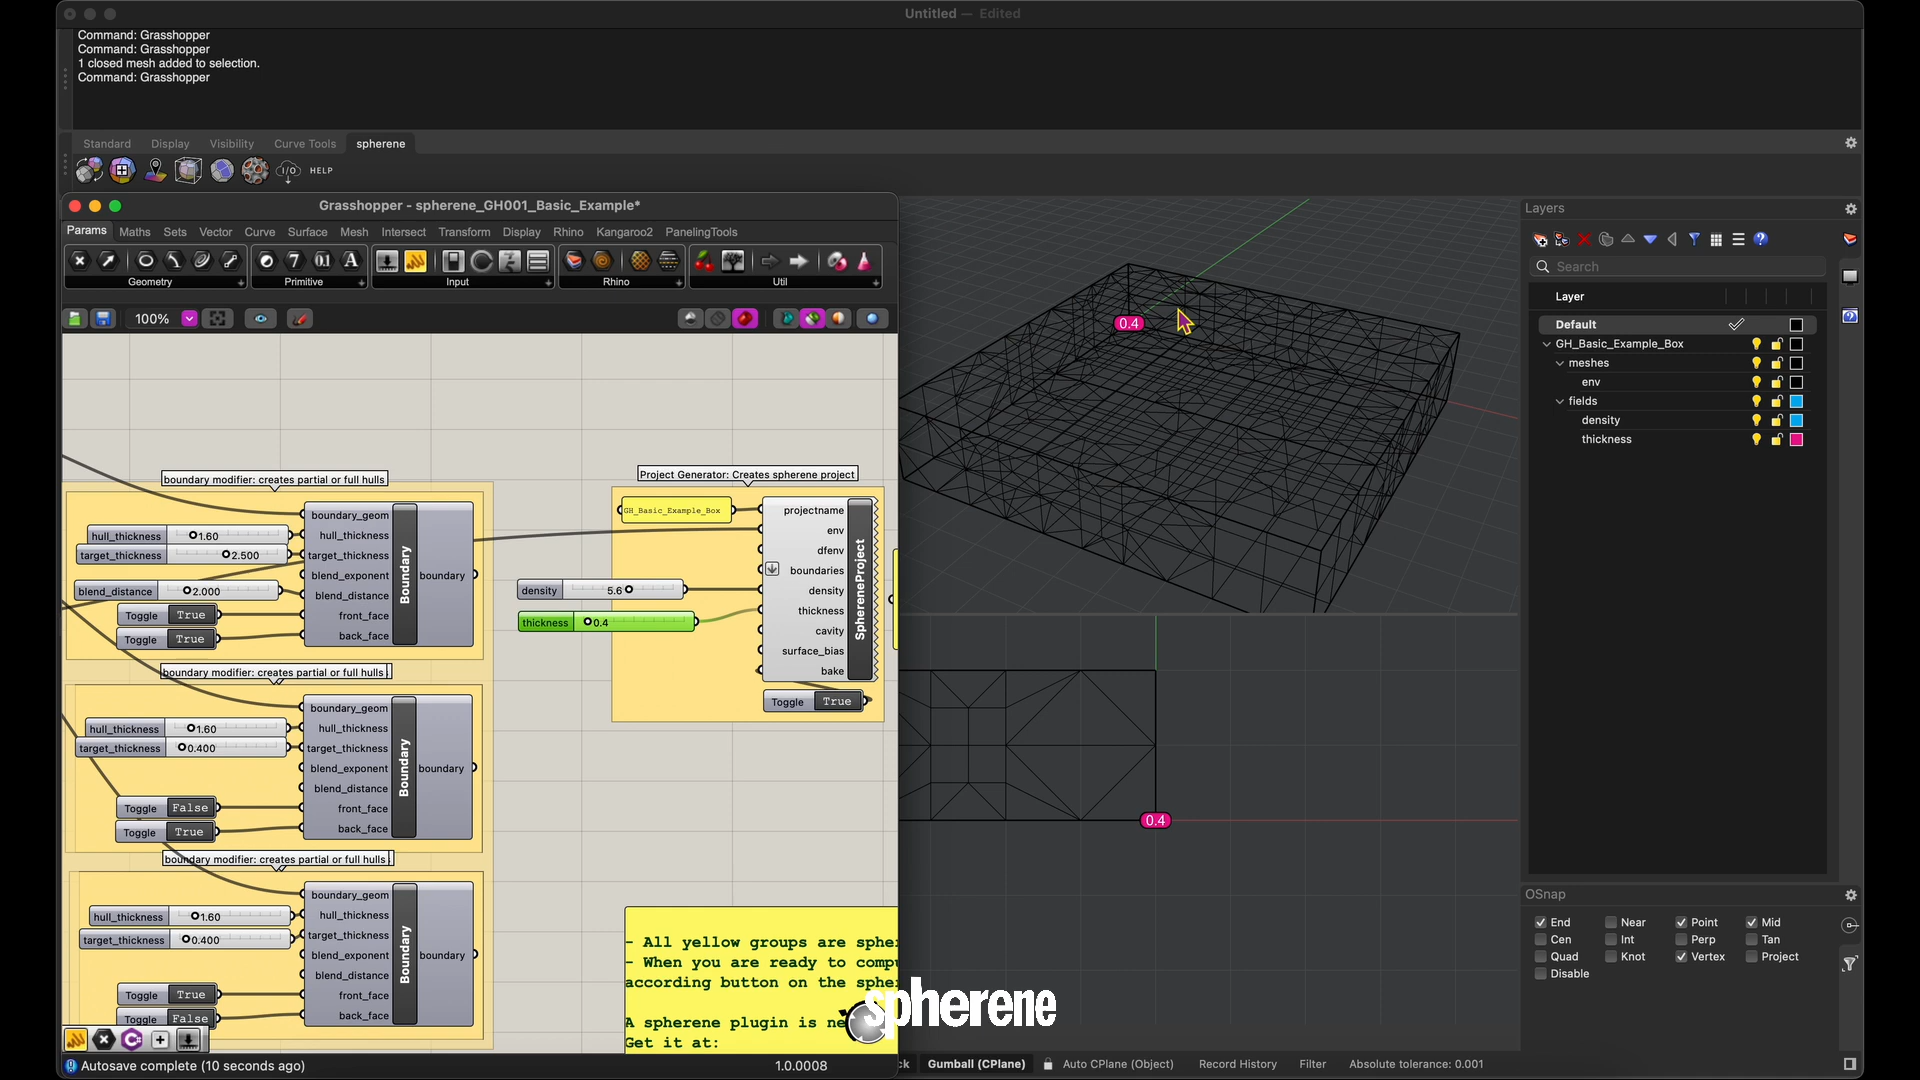 Untitled — Edited
Command: Grasshopper
Command: Grasshopper
1 closed mesh added to selection.
Command: Grasshopper
Standard Display Visibility Curve Tools spherene
I/O HELP
Grasshopper - spherene_GH001_Basic_Example*
Params Maths Sets Vector Curve Surface Mesh Intersect Transform Display Rhino Kangaroo2 PanelingTools
Geometry Primitive Input Rhino Util
100%
boundary modifier: creates partial or full hulls
hull_thickness 1.60
target_thickness 2.500
blend_distance 2.000
Toggle True
Toggle True
boundary_geom
hull_thickness
target_thickness
blend_exponent
blend_distance
front_face
back_face
Boundary
boundary
boundary modifier: creates partial or full hulls
hull_thickness 1.60
target_thickness 0.400
Toggle False
Toggle True
boundary_geom
hull_thickness
target_thickness
blend_exponent
blend_distance
front_face
back_face
Boundary
boundary
boundary modifier: creates partial or full hulls
hull_thickness 1.60
target_thickness 0.400
Toggle True
Toggle False
boundary_geom
hull_thickness
target_thickness
blend_exponent
blend_distance
front_face
back_face
Boundary
boundary
Project Generator: Creates spherene project
GH_Basic_Example_Box
density 5.6
thickness 0.4
projectname
env
dfenv
boundaries
density
thickness
cavity
surface_bias
bake
SphereneProject
Toggle True
- All yellow groups are spher
- When you are ready to compu
according button on the spher
A spherene plugin is ne
Get it at:
spherene
Autosave complete (10 seconds ago)
1.0.0008
0.4
0.4
Layers
Search
Layer
Default
GH_Basic_Example_Box
meshes
env
fields
density
thickness
OSnap
End Near Point Mid
Cen Int Perp Tan
Quad Knot Vertex Project
Disable
ck Gumball (CPlane) Auto CPlane (Object) Record History Filter Absolute tolerance: 0.001